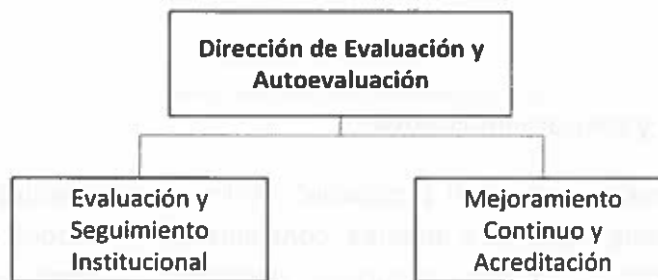 Dirección de Evaluación y
Autoevaluación
Evaluación y
Seguimiento
Institucional
Mejoramiento
Continuo y
Acreditación